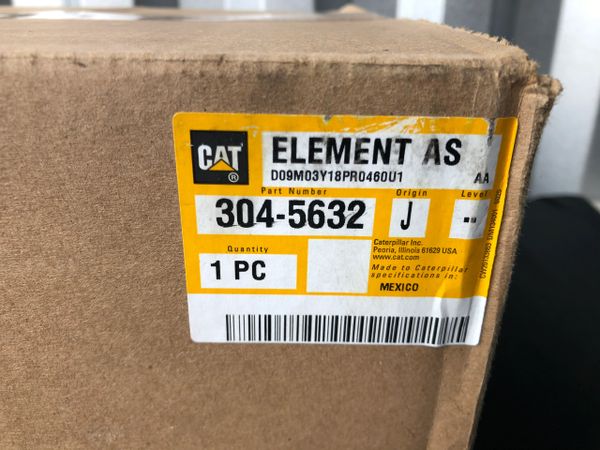 CAT®
ELEMENT AS
D09M03Y18PR0460U1
AA
Part Number
Origin
Level
304-5632
J
--
Caterpillar Inc.
Peoria, Illinois 61629 USA
www.cat.com
Quantity
1 PC
Made to Caterpillar
specifications in:
MEXICO